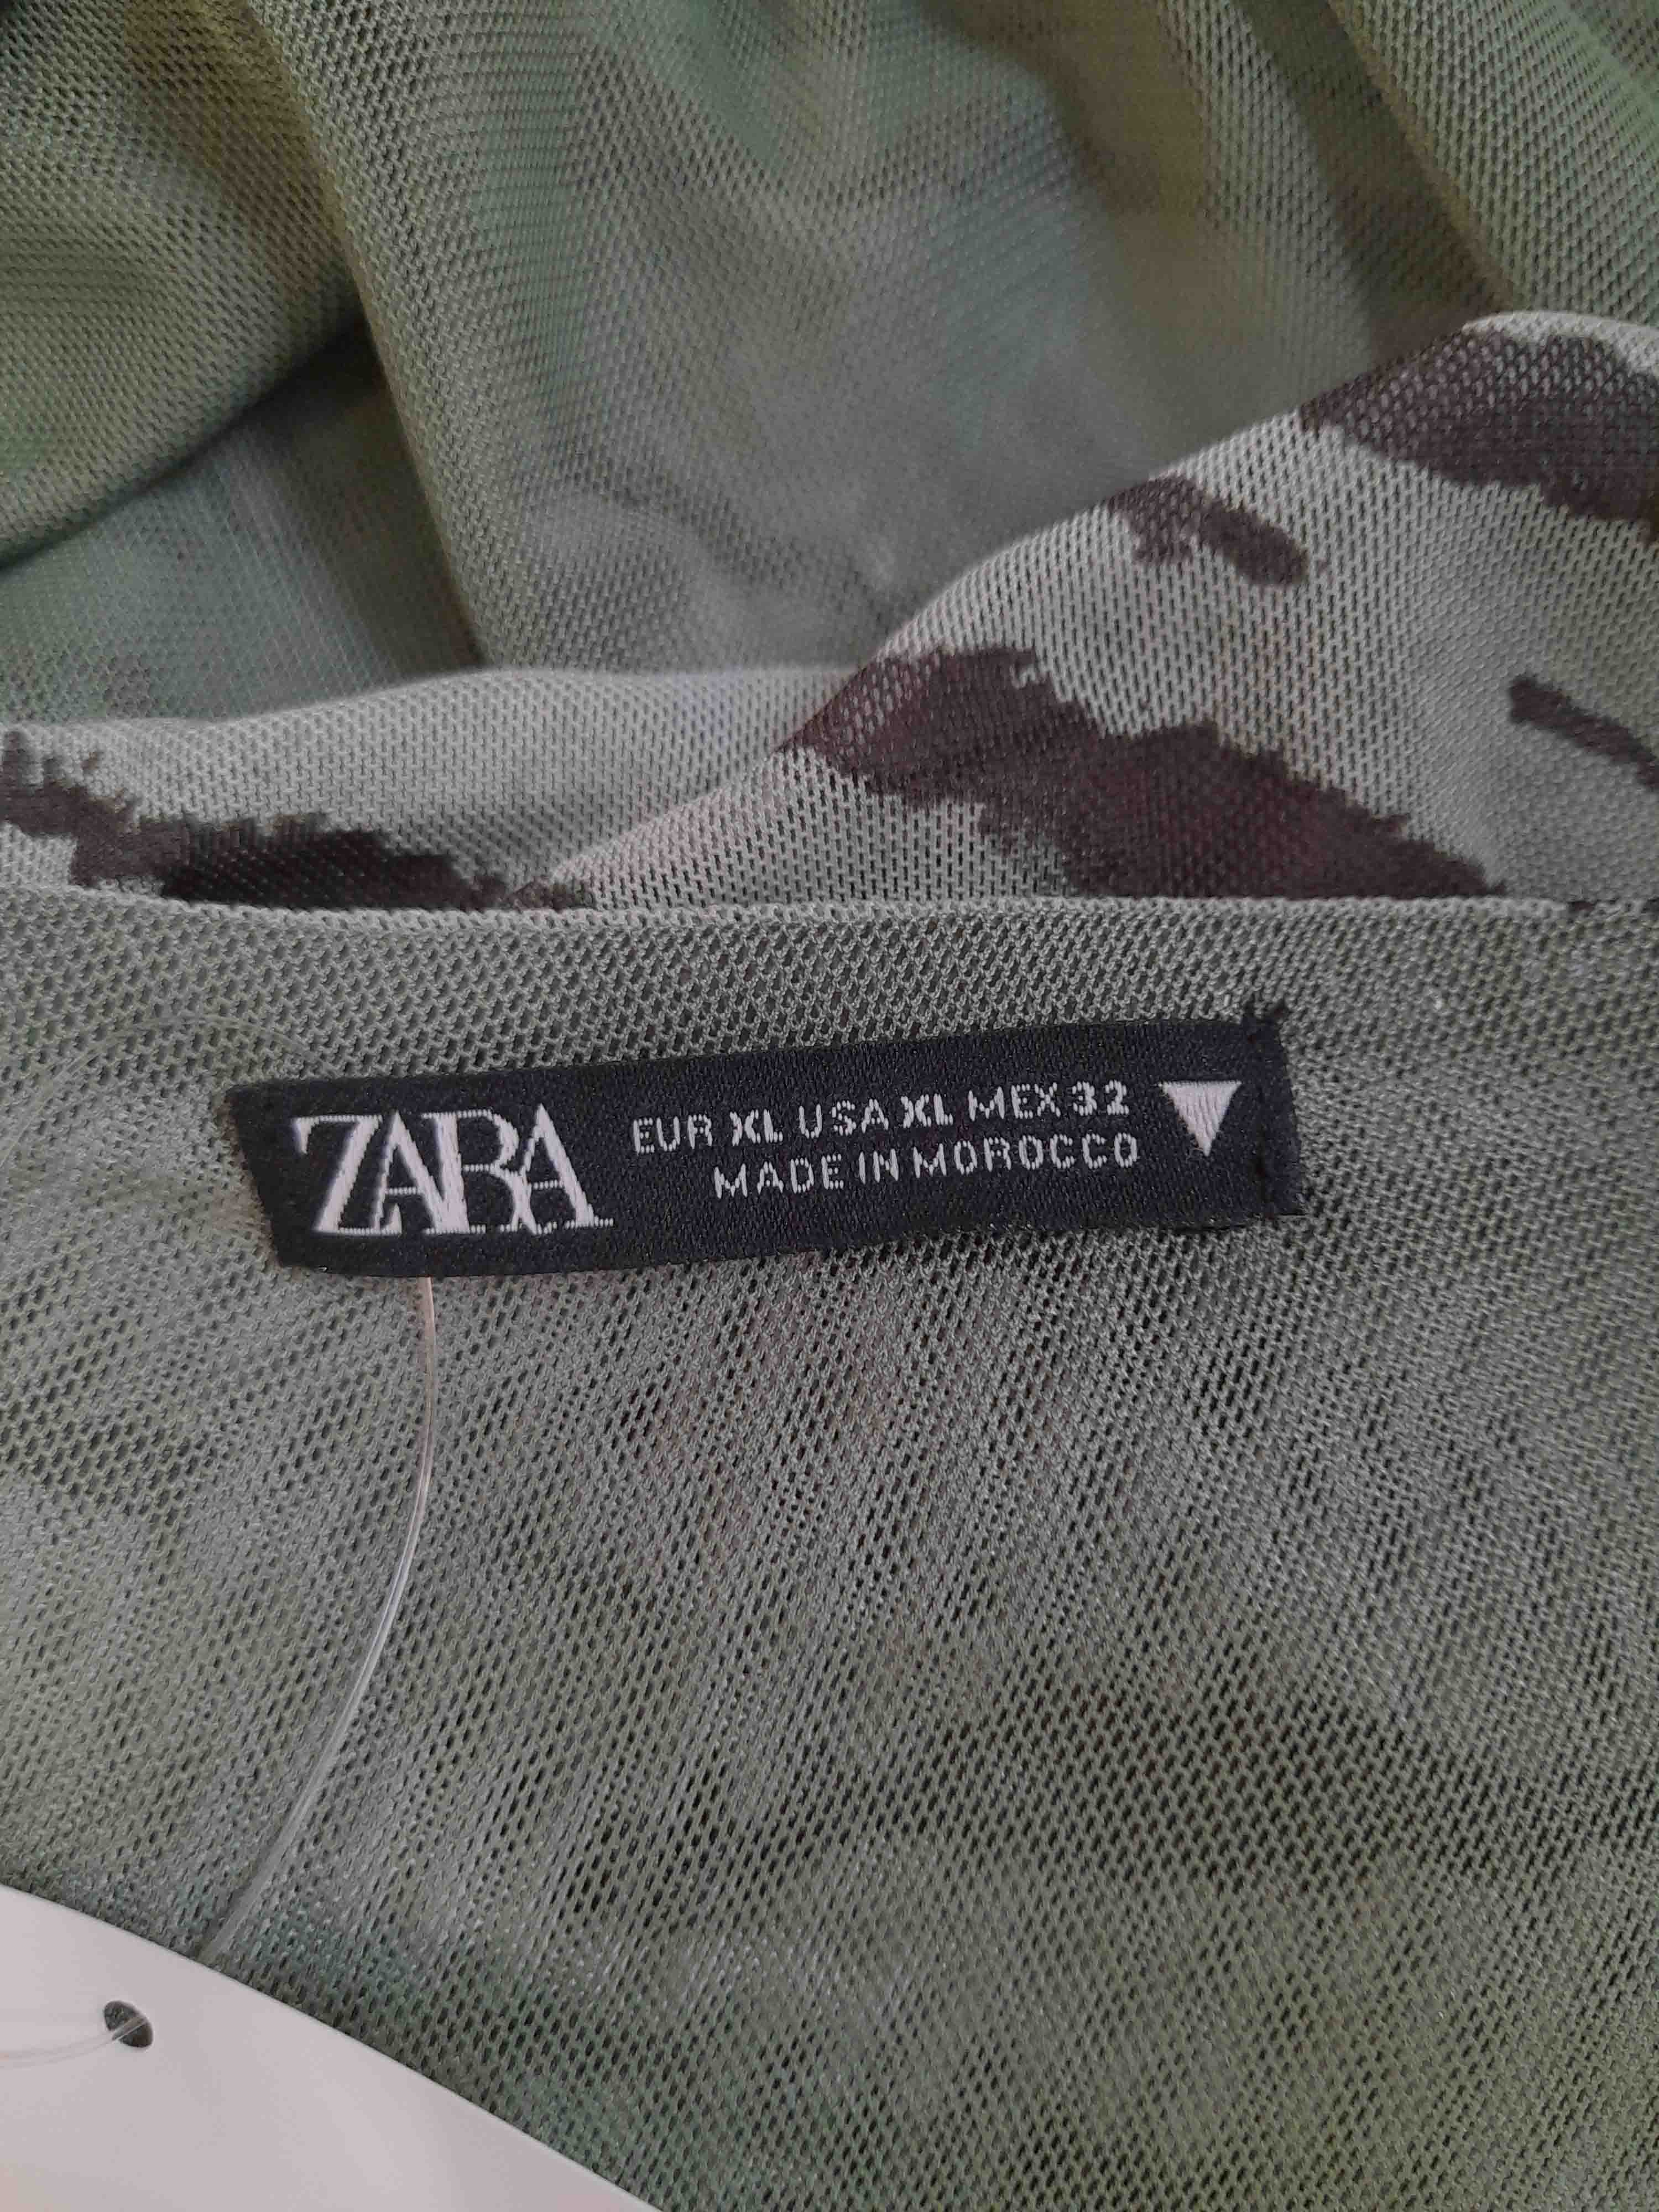 ZARA
EUR XL USA XL MEX 32
MADE IN MOROCCO